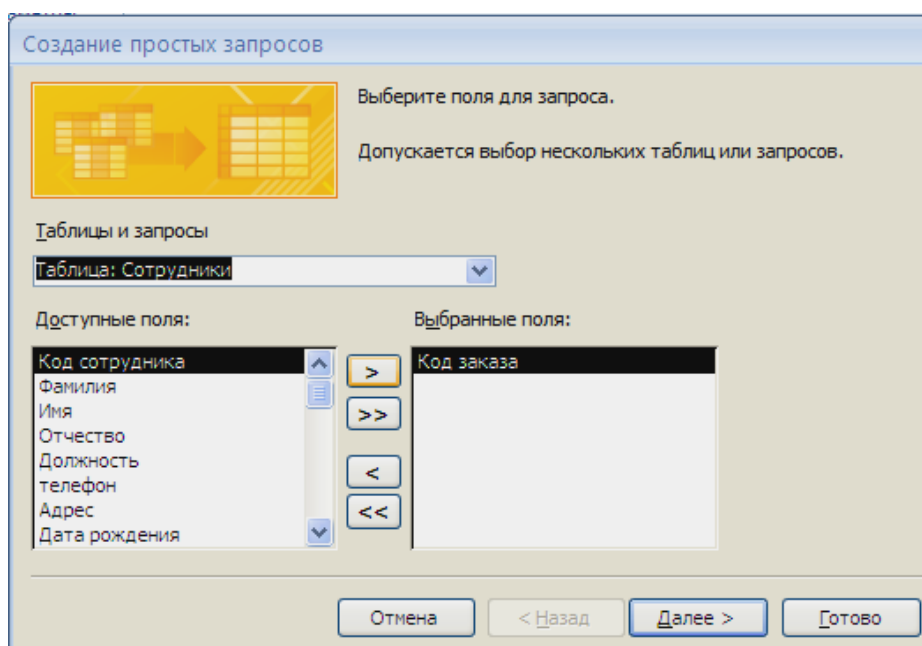 Создание простых запросов
Выберите поля для запроса.
Допускается выбор нескольких таблиц или запросов.
Таблицы и запросы
Таблица: Сотрудники
Доступные поля:
Выбранные поля:
Код сотрудника
Фамилия
Имя
Отчество
Должность
телефон
Адрес
Дата рождения
>
>>
<
<<
Код заказа
Отмена
< Назад
Далее >
Готово